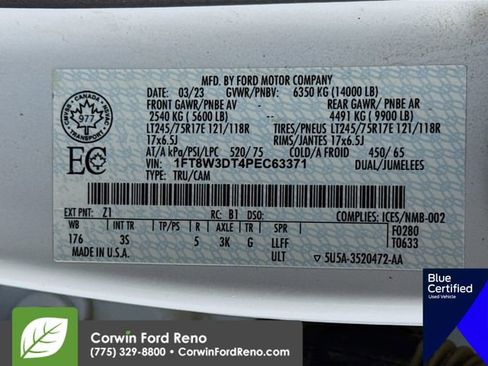 MFD. BY FORD MOTOR COMPANY
DATE: 03/23 GVWR/PNBV: 6350 KG (14000 LB)
FRONT GAWR/PNBE AV - REAR GAWR/PNBE AR
2540 KG ( 5600 LB) 4491 KG ( 9900 LB)
LT245/75R17E 121/118R TIRES/PNEUS LT245/75R17E 121/118R
17x6.5J RIMS/JANTES 17x6.5J
AT/A kPa/PSI/LPC 520/75 COLD/A FROID 450/65
VIN: 1FT8W3DT4PEC63371 DUAL/JUMELEES
TYPE: TRU/CAM
CANADA
977
EC
EXT PNT: Z1 RC: B1 DSO: COMPLIES: ICES/NMB-002
WB TP/PS R AXLE TR SPR F0280
176 3S 5 3K G LLFF T0633
MADE IN U.S.A. ULT 5U5A-3520472-AA
Blue
Certified
Used Vehicle
Corwin Ford Reno
(775) 329-8800 • CorwinFordReno.com